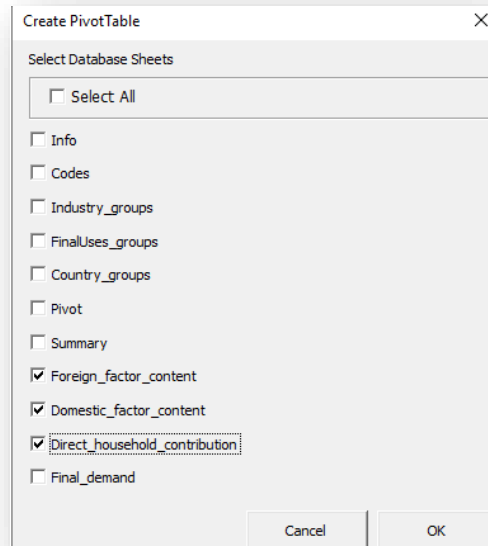 Create PivotTable
Select Database Sheets
Select All
Info
Codes
Industry_groups
FinalUses_groups
Country_groups
Pivot
Summary
Foreign_factor_content
Domestic_factor_content
Direct_household_contribution
Final_demand
Cancel OK